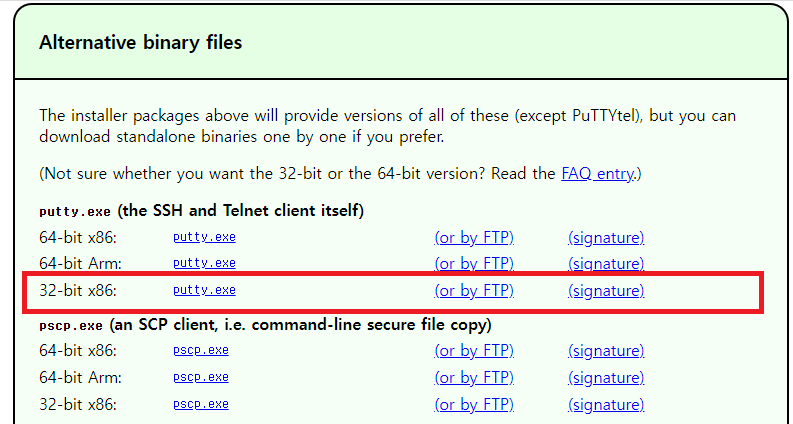 Alternative binary files
The installer packages above will provide versions of all of these (except PuTTYtel), but you can
download standalone binaries one by one if you prefer.
(Not sure whether you want the 32-bit or the 64-bit version? Read the FAQ entry.)
putty.exe (the SSH and Telnet client itself)
64-bit x86: putty.exe (or by FTP) (signature)
64-bit Arm: putty.exe (or by FTP) (signature)
32-bit x86: putty.exe (or by FTP) (signature)
pscp.exe (an SCP client, i.e. command-line secure file copy)
64-bit x86: pscp.exe (or by FTP) (signature)
64-bit Arm: pscp.exe (or by FTP) (signature)
32-bit x86: pscp.exe (or by FTP) (signature)